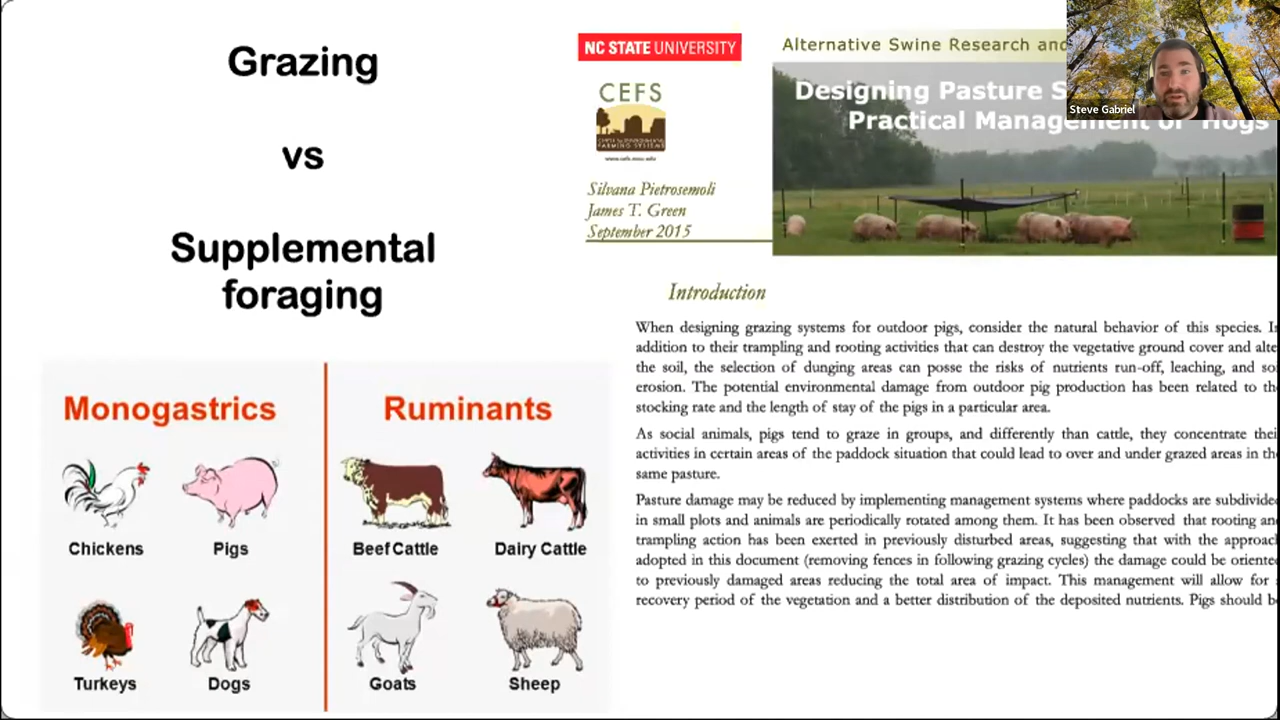 Grazing
vs
Supplemental
foraging
Monogastrics
Ruminants
Chickens
Pigs
Beef Cattle
Dairy Cattle
Turkeys
Dogs
Goats
Sheep
NC STATE UNIVERSITY
CEFS
www.cefs.ncsu.edu
Silvana Pietrosemoli
James T. Green
September 2015
Alternative Swine Research and
Designing Pasture S
Practical Management of Hogs
Steve Gabriel
Introduction
When designing grazing systems for outdoor pigs, consider the natural behavior of this species. I
addition to their trampling and rooting activities that can destroy the vegetative ground cover and alte
the soil, the selection of dunging areas can posse the risks of nutrients run-off, leaching, and so
erosion. The potential environmental damage from outdoor pig production has been related to th
stocking rate and the length of stay of the pigs in a particular area.
As social animals, pigs tend to graze in groups, and differently than cattle, they concentrate thei
activities in certain areas of the paddock situation that could lead to over and under grazed areas in th
same pasture.
Pasture damage may be reduced by implementing management systems where paddocks are subdivide
in small plots and animals are periodically rotated among them. It has been observed that rooting an
trampling action has been exerted in previously disturbed areas, suggesting that with the approac
adopted in this document (removing fences in following grazing cycles) the damage could be oriente
to previously damaged areas reducing the total area of impact. This management will allow for
recovery period of the vegetation and a better distribution of the deposited nutrients. Pigs should b